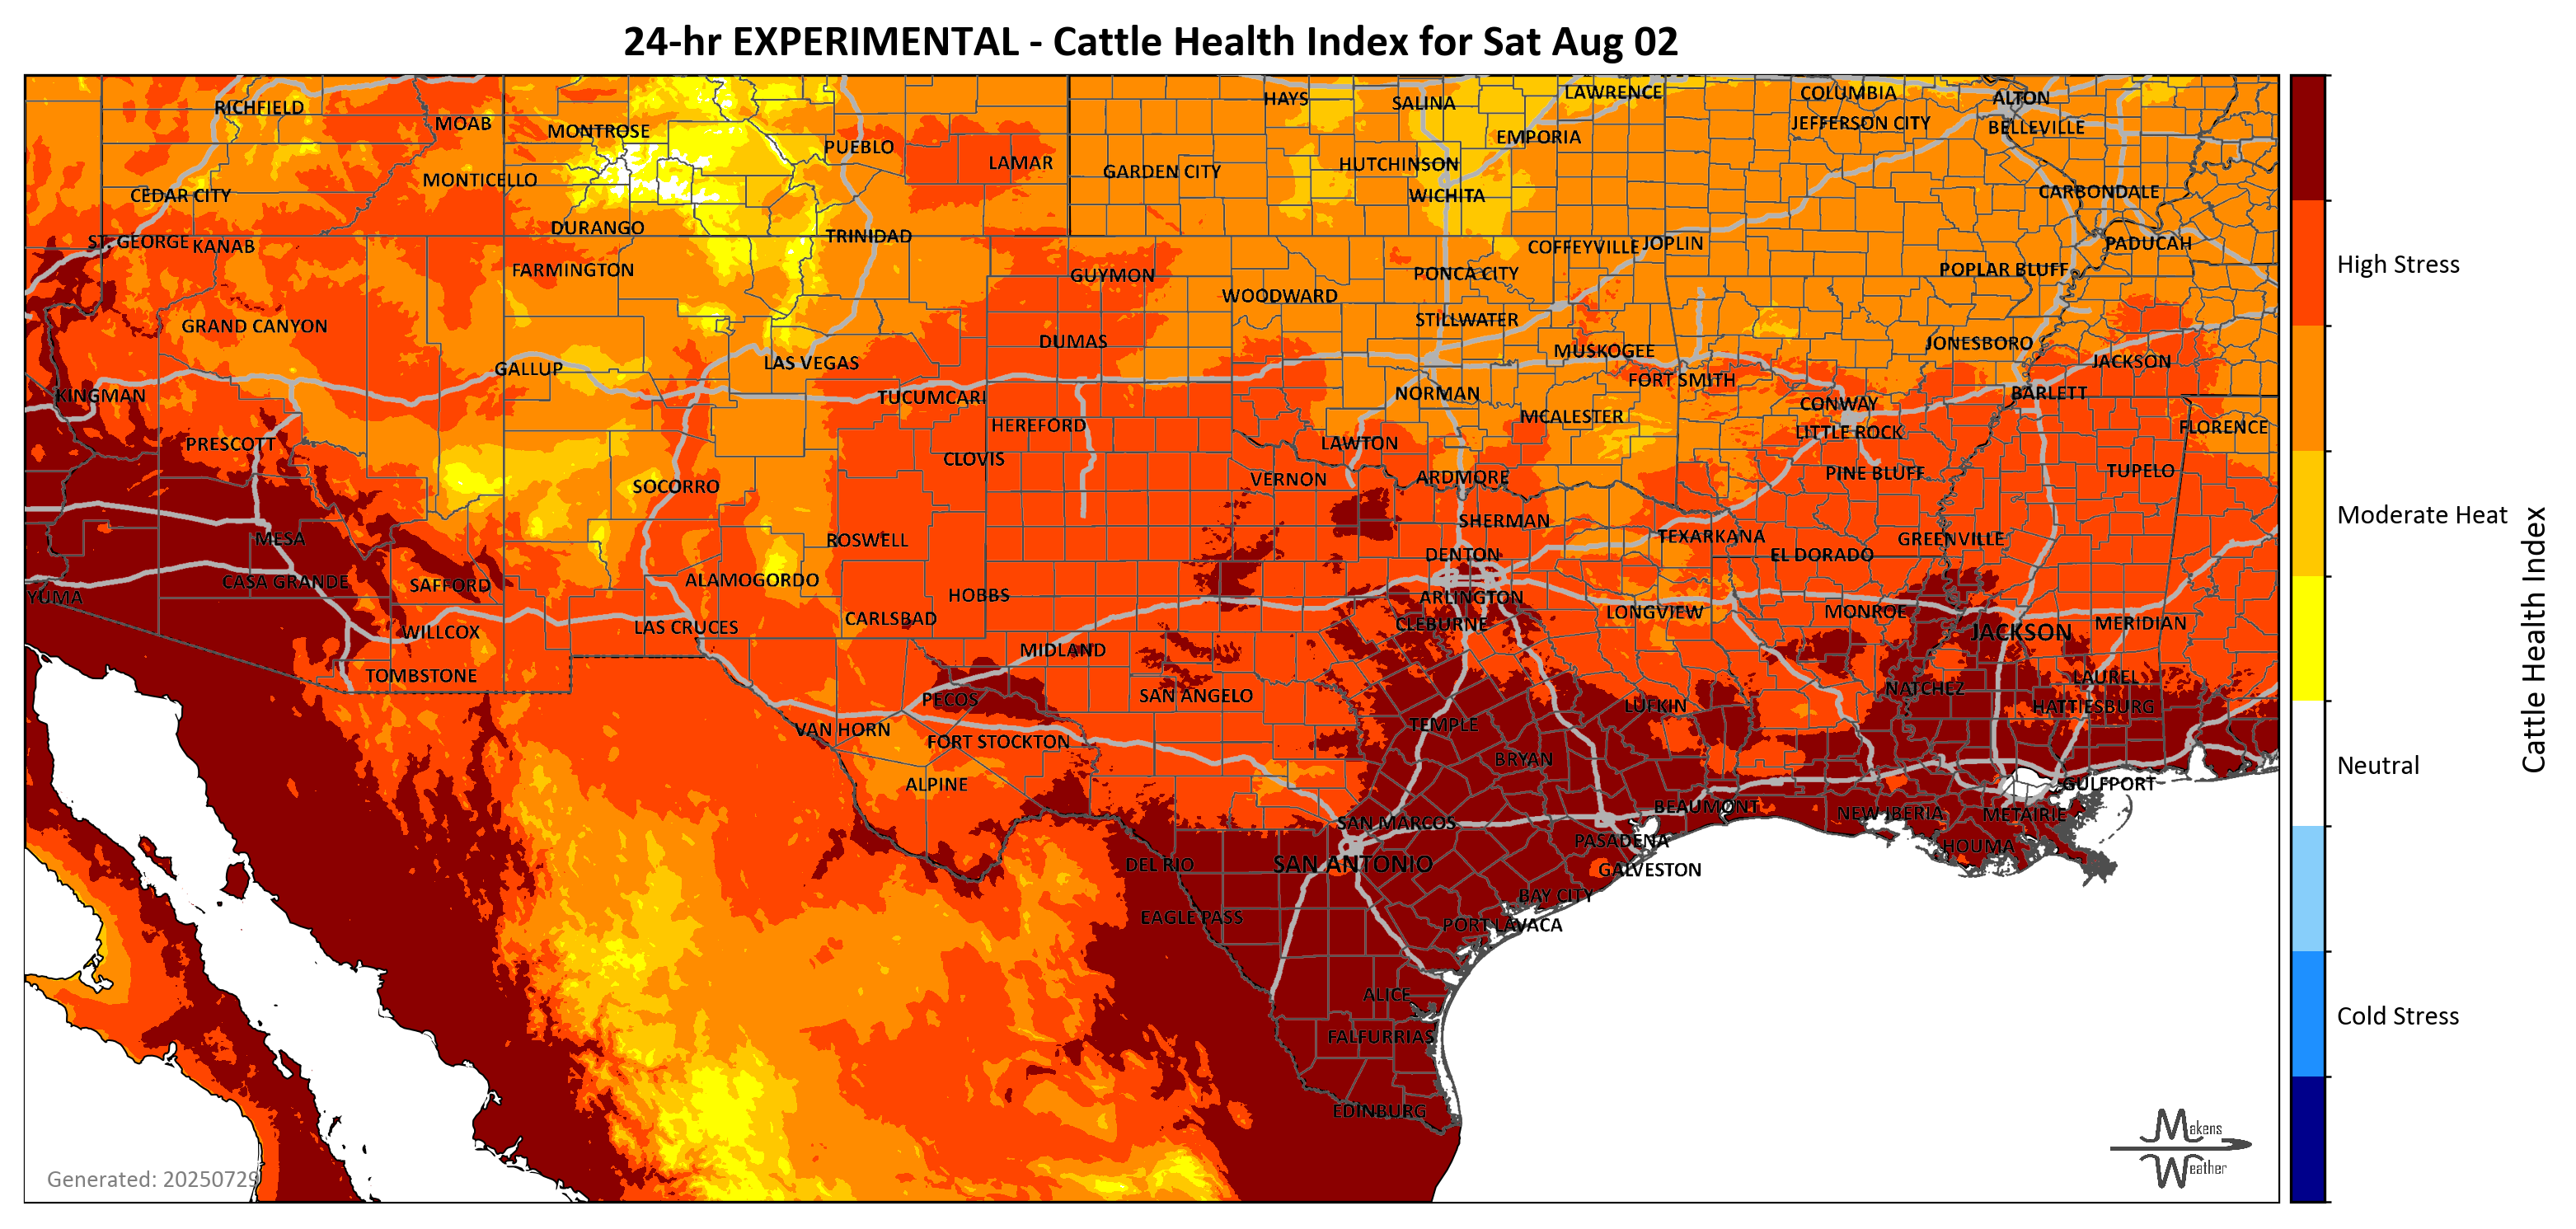 24-hr EXPERIMENTAL - Cattle Health Index for Sat Aug 02
RICHFIELD
MOAB
MONTROSE
PUEBLO
LAMAR
HAYS
SALINA
LAWRENCE
COLUMBIA
ALTON
JEFFERSON CITY
BELLEVILLE
EMPORIA
HUTCHINSON
GARDEN CITY
MONTICELLO
CEDAR CITY
WICHITA
CARBONDALE
DURANGO
TRINIDAD
ST. GEORGE
KANAB
COFFEYVILLE
JOPLIN
PADUCAH
FARMINGTON
GUYMON
PONCA CITY
POPLAR BLUFF
WOODWARD
GRAND CANYON
STILLWATER
DUMAS
MUSKOGEE
JONESBORO
JACKSON
GALLUP
LAS VEGAS
FORT SMITH
KINGMAN
TUCUMCARI
NORMAN
CONWAY
BARLETT
MCALESTER
HEREFORD
LITTLE ROCK
FLORENCE
PRESCOTT
LAWTON
CLOVIS
PINE BLUFF
TUPELO
SOCORRO
VERNON
ARDMORE
SHERMAN
MESA
ROSWELL
TEXARKANA
GREENVILLE
DENTON
EL DORADO
CASA GRANDE
SAFFORD
ALAMOGORDO
YUMA
HOBBS
ARLINGTON
LONGVIEW
MONROE
CARLSBAD
CLEBURNE
MERIDIAN
WILLCOX
LAS CRUCES
JACKSON
MIDLAND
TOMBSTONE
PECOS
SAN ANGELO
NATCHEZ
LAUREL
LUFKIN
HATTIESBURG
VAN HORN
TEMPLE
FORT STOCKTON
BRYAN
ALPINE
GULFPORT
BEAUMONT
NEW IBERIA
METAIRIE
SAN MARCOS
PASADENA
HOUMA
DEL RIO
SAN ANTONIO
GALVESTON
BAY CITY
EAGLE PASS
PORT LAVACA
ALICE
FALFURRIAS
EDINBURG
Generated: 20250729
Makens
Weather
High Stress
Moderate Heat
Neutral
Cold Stress
Cattle Health Index